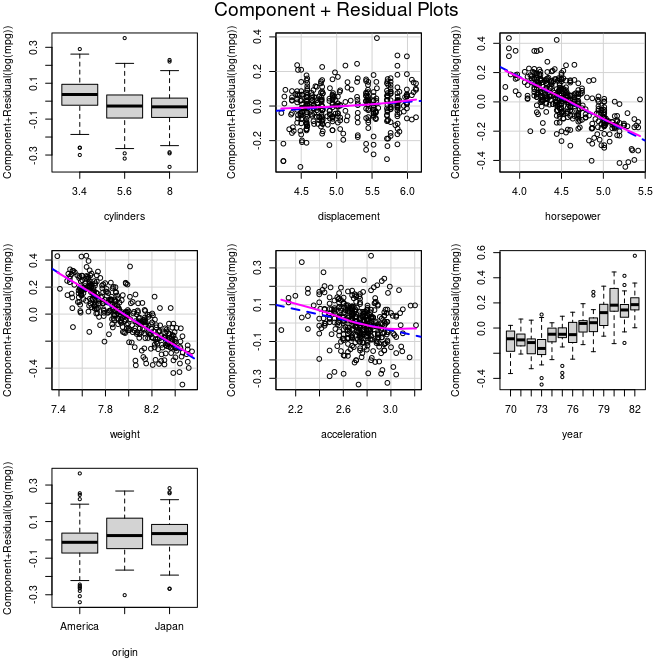 Component + Residual Plots
Component+Residual(log(mpg))
-0.3 -0.1 0.1 0.3
3.4 5.6 8
cylinders
Component+Residual(log(mpg))
-0.2 0.0 0.2 0.4
4.5 5.0 5.5 6.0
displacement
Component+Residual(log(mpg))
-0.4 -0.2 0.0 0.2 0.4
4.0 4.5 5.0 5.5
horsepower
Component+Residual(log(mpg))
-0.4 0.0 0.2 0.4
7.4 7.8 8.2
weight
Component+Residual(log(mpg))
-0.3 -0.1 0.1 0.3
2.2 2.6 3.0
acceleration
Component+Residual(log(mpg))
-0.4 0.0 0.2 0.4 0.6
70 73 76 79 82
year
Component+Residual(log(mpg))
-0.3 -0.1 0.1 0.3
America Japan
origin